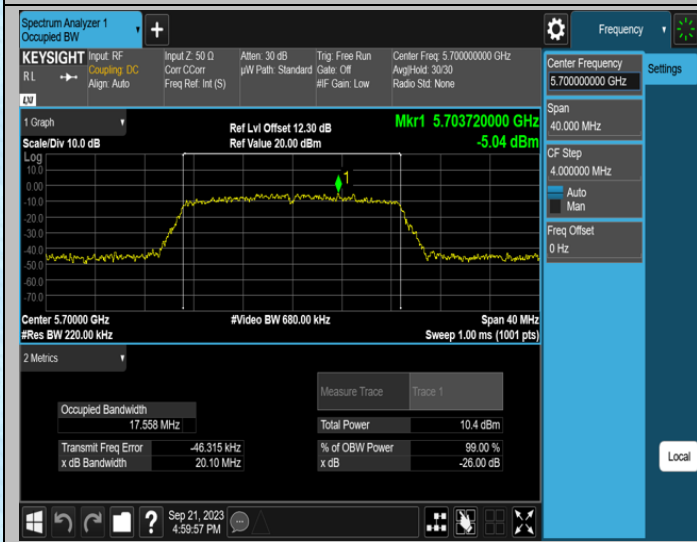 Spectrum Analyzer 1
Occupied BW
+
Frequency
KEYSIGHT
RL
LXI
Input: RF
Coupling: DC
Align: Auto
Input Z: 50 Ω
Corr CCorr
Freq Ref: Int (S)
Atten: 30 dB
µW Path: Standard
Trig: Free Run
Gate: Off
#IF Gain: Low
Center Freq: 5.700000000 GHz
Avg|Hold: 30/30
Radio Std: None
Center Frequency
5.700000000 GHz
Settings
Span
40.000 MHz
CF Step
4.000000 MHz
Auto
Man
Freq Offset
0 Hz
Local
1 Graph
Scale/Div 10.0 dB
Ref Lvl Offset 12.30 dB
Ref Value 20.00 dBm
Mkr1 5.703720000 GHz
-5.04 dBm
Log
10.0
0.00
-10.0
-20.0
-30.0
-40.0
-50.0
-60.0
-70.0
1
Center 5.70000 GHz
#Res BW 220.00 kHz
#Video BW 680.00 kHz
Span 40 MHz
Sweep 1.00 ms (1001 pts)
2 Metrics
Measure Trace Trace 1
Occupied Bandwidth
17.558 MHz
Total Power 10.4 dBm
Transmit Freq Error -46.315 kHz
% of OBW Power 99.00 %
x dB Bandwidth 20.10 MHz
x dB -26.00 dB
?
Sep 21, 2023
4:59:57 PM